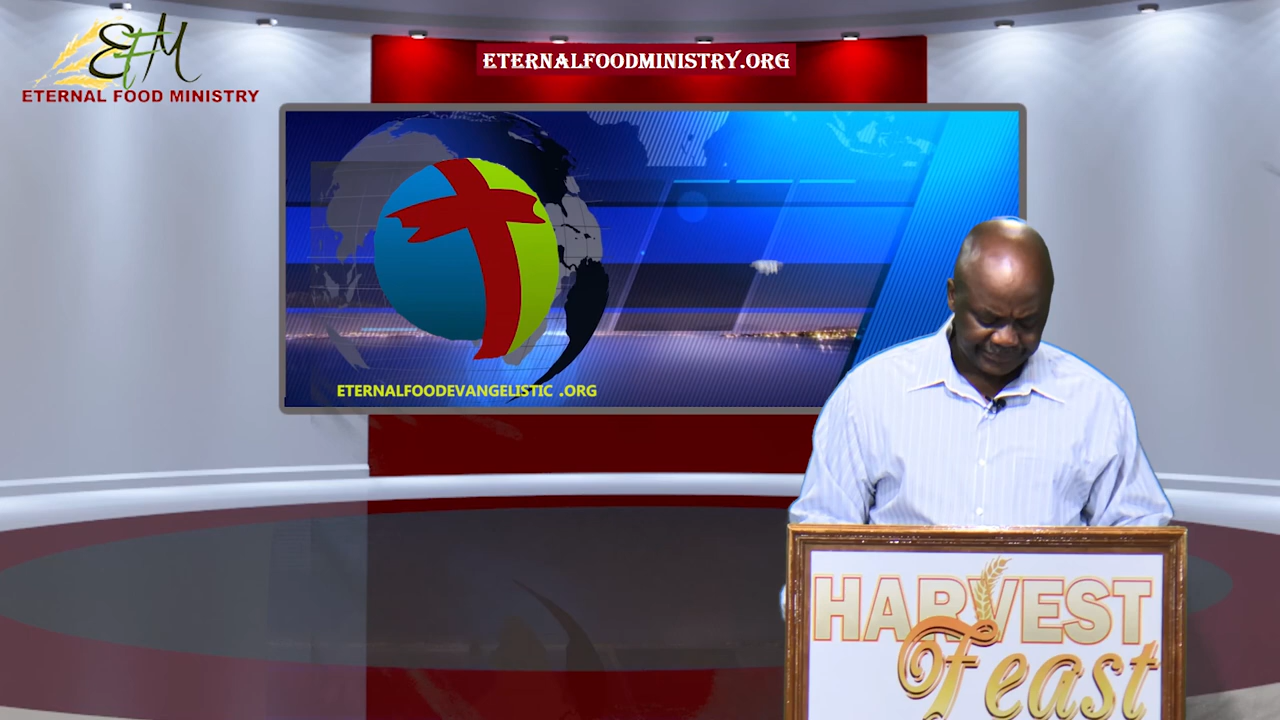 EFM
ETERNAL FOOD MINISTRY
ETERNALFOODMINISTRY.ORG
ETERNALFOODEVANGELISTIC .ORG
HARVEST
Feast